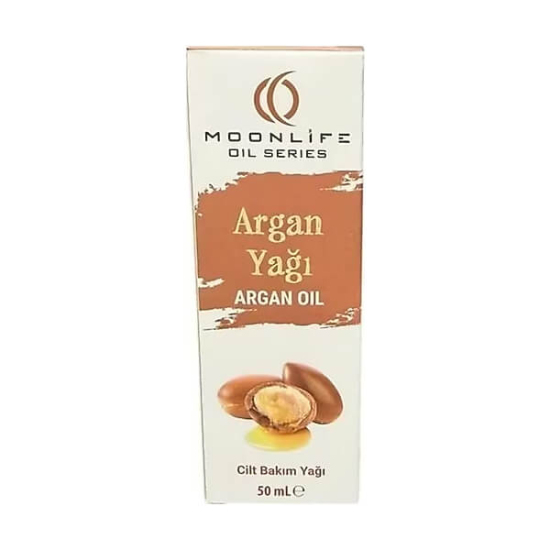 MOONLİFE
OIL SERIES
Argan
Yağı
ARGAN OIL
Cilt Bakım Yağı
50 mL ℮